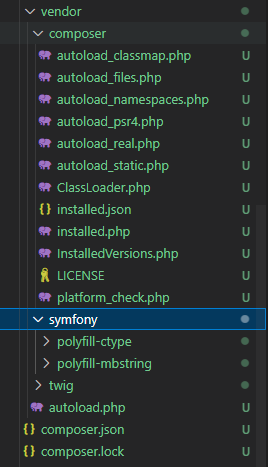 vendor
composer
autoload_classmap.php U
autoload_files.php U
autoload_namespaces.php U
autoload_psr4.php U
autoload_real.php U
autoload_static.php U
ClassLoader.php U
{} installed.json U
installed.php U
InstalledVersions.php U
LICENSE U
platform_check.php U
symfony
polyfill-ctype
polyfill-mbstring
twig
autoload.php U
{} composer.json U
{} composer.lock U